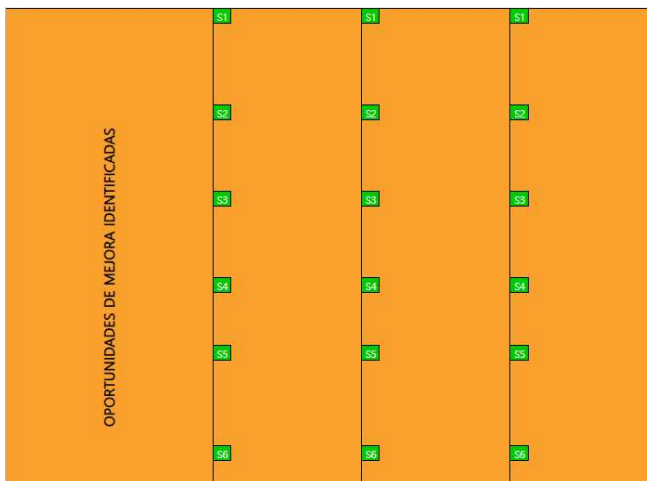 OPORTUNIDADES DE MEJORA IDENTIFICADAS
S1 S1 S1
S2 S2 S2
S3 S3 S3
S4 S4 S4
S5 S5 S5
S6 S6 S6